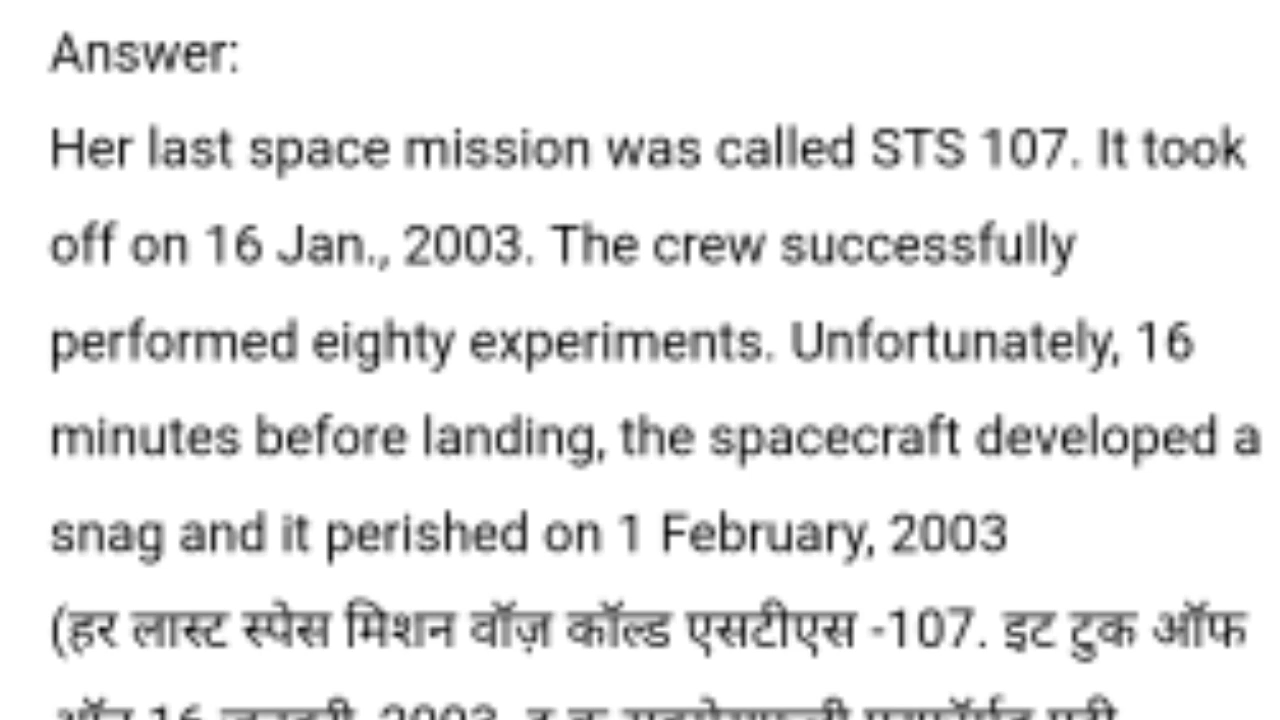 Answer:
Her last space mission was called STS 107. It took
off on 16 Jan., 2003. The crew successfully
performed eighty experiments. Unfortunately, 16
minutes before landing, the spacecraft developed a
snag and it perished on 1 February, 2003
(हर लास्ट स्पेस मिशन वॉज़ कॉल्ड एसटीएस -107. इट टुक ऑफ
16 2003.